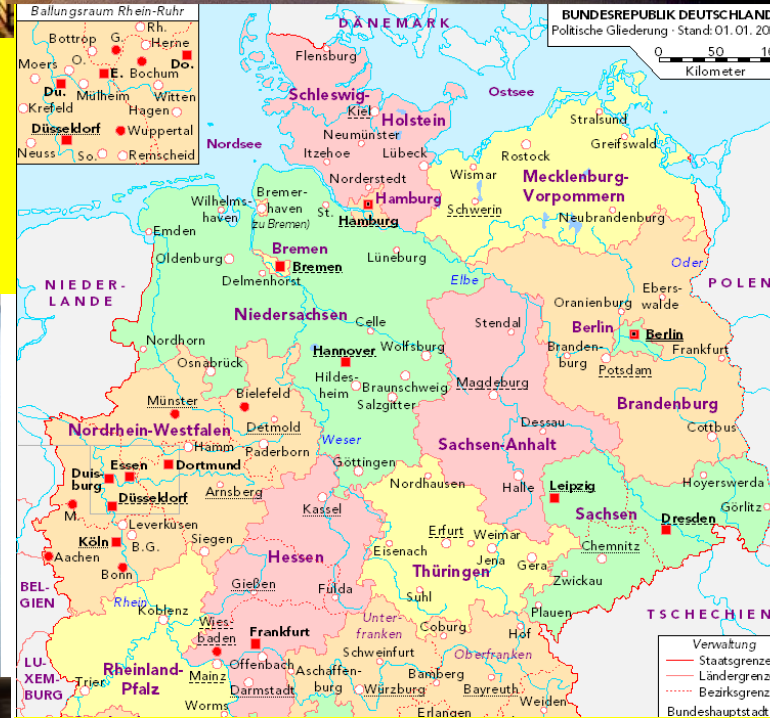 Ballungsraum Rhein-Ruhr
Bottrop
G.
Rh.
Herne
Moers
O.
E.
Bochum
Do.
Du.
Mülheim
Witten
Krefeld
Hagen
Düsseldorf
Wuppertal
Neuss
So.
Remscheid
BUNDESREPUBLIK DEUTSCHLAND
Politische Gliederung · Stand: 01. 01. 20
0 50
Kilometer
DÄNEMARK
Flensburg
Schleswig-
Holstein
Kiel
Ostsee
Nordsee
Neumünster
Itzehoe
Lübeck
Norderstedt
Hamburg
Hamburg
Stralsund
Greifswald
Rostock
Wismar
Mecklenburg-
Vorpommern
Schwerin
Neubrandenburg
Wilhelms-
haven
Bremer-
haven
(zu Bremen)
St.
Emden
Oldenburg
Bremen
Bremen
Delmenhorst
Lüneburg
Elbe
Oder
POLEN
NIEDER-
LANDE
Niedersachsen
Nordhorn
Osnabrück
Celle
Hannover
Wolfsburg
Hildes-
heim
Braunschweig
Salzgitter
Stendal
Magdeburg
Oranienburg
Ebers-
walde
Berlin
Berlin
Branden-
burg
Potsdam
Frankfurt
Brandenburg
Cottbus
Münster
Bielefeld
Detmold
Nordrhein-Westfalen
Hamm
Paderborn
Weser
Göttingen
Duis-
burg
Essen
Dortmund
Düsseldorf
Arnsberg
M.
Leverkusen
Köln
B.G.
Siegen
Aachen
Bonn
Sachsen-Anhalt
Dessau
Halle
Nordhausen
Leipzig
Sachsen
Hoyerswerda
Görlitz
Dresden
Chemnitz
Zwickau
Plauen
Kassel
Hessen
Gießen
Fulda
Erfurt
Weimar
Eisenach
Jena
Gera
Thüringen
Suhl
BEL-
GIEN
Rhein
Koblenz
LU-
XEM-
BURG
Wies-
baden
Frankfurt
Offenbach
Rheinland-
Pfalz
Mainz
Darmstadt
Trier
Worms
Unter-
franken
Coburg
Hof
Schweinfurt
Oberfranken
Aschaffen-
burg
Würzburg
Bamberg
Bayreuth
Weiden
Erlangen
TSCHECHIEN
Verwaltung
Staatsgrenze
Ländergrenze
Bezirksgrenz
Bundeshauptstadt